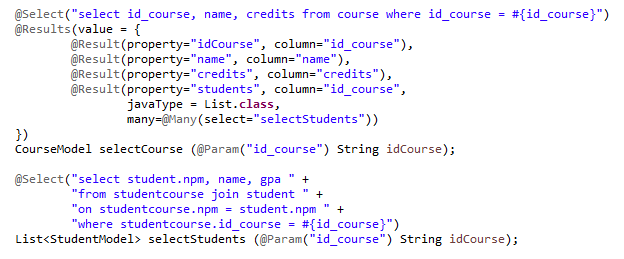 @Select("select id_course, name, credits from course where id_course = #{id_course}")
@Results(value = {
@Result(property="idCourse", column="id_course"),
@Result(property="name", column="name"),
@Result(property="credits", column="credits"),
@Result(property="students", column="id_course",
javaType = List.class,
many=@Many(select="selectStudents"))
})
CourseModel selectCourse (@Param("id_course") String idCourse);
@Select("select student.npm, name, gpa " +
"from studentcourse join student " +
"on studentcourse.npm = student.npm " +
"where studentcourse.id_course = #{id_course}")
List<StudentModel> selectStudents (@Param("id_course") String idCourse);